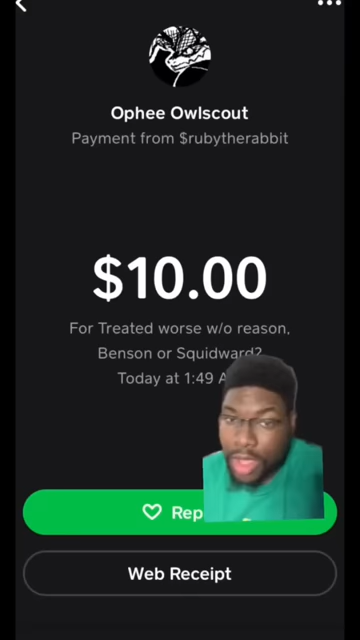 Ophee Owlscout
Payment from $rubytherabbit
$10.00
For Treated worse w/o reason,
Benson or Squidward?
Today at 1:49
Web Receipt